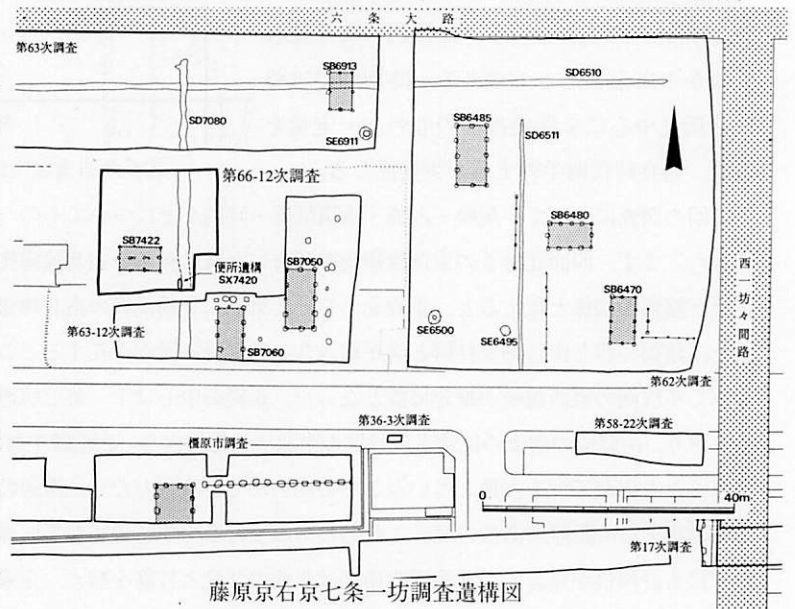 六条大路
第63次調査
SB6913
SD6510
SD7080
SB6485
SD6511
SE6911
第66-12次調査
SB6480
西一坊々間路
SB7422
便所遺構
SX7420
SB7050
SB6470
SE6500
SE6495
第63-12次調査
SB7060
第62次調査
第36-3次調査
第58-22次調査
橿原市調査
0
40m
第17次調査
藤原京右京七条一坊調査遺構図